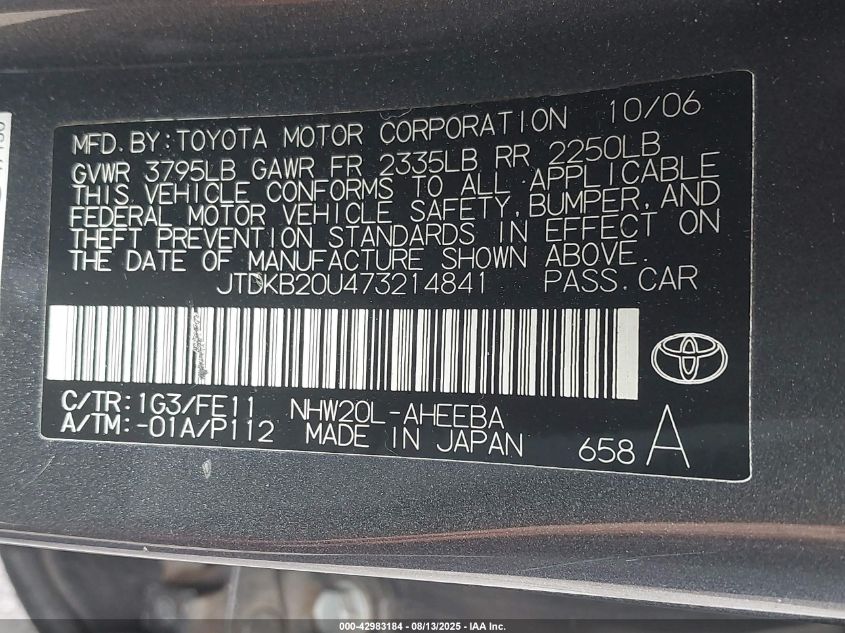 MFD. BY: TOYOTA MOTOR CORPORATION 10/06
GVWR 3795LB GAWR FR 2335LB RR 2250LB
THIS VEHICLE CONFORMS TO ALL APPLICABLE
FEDERAL MOTOR VEHICLE SAFETY, BUMPER, AND
THEFT PREVENTION STANDARDS IN EFFECT ON
THE DATE OF MANUFACTURE SHOWN ABOVE.
JTDKB20U473214841 PASS. CAR
C/TR: 1G3/FE11 NHW20L-AHEEBA
A/TM: -01A/P112 MADE IN JAPAN 658 A
000-42983184 - 08/13/2025 - IAA Inc.